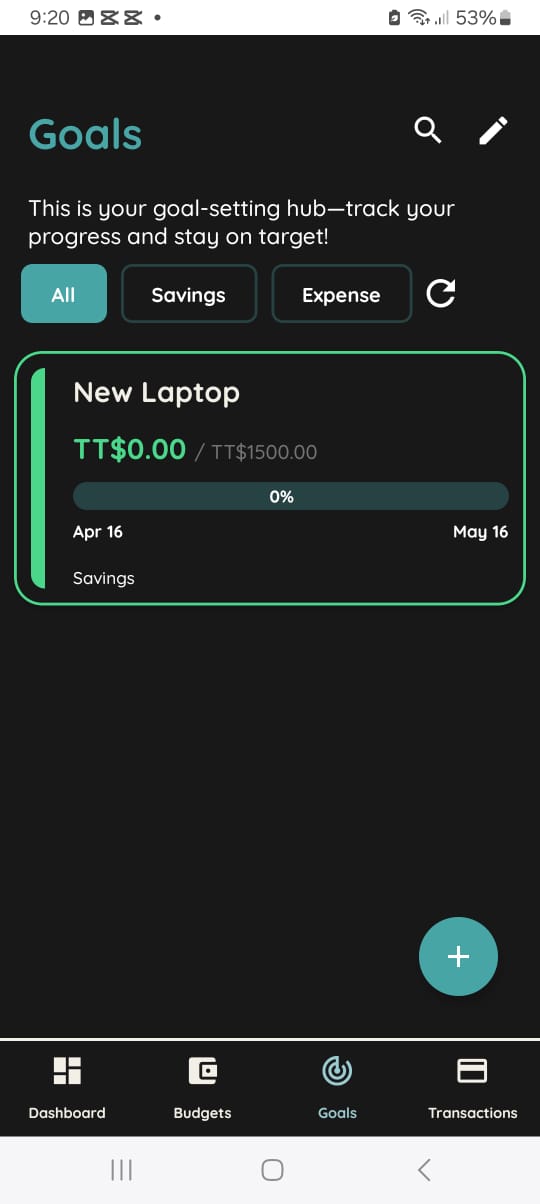 9:20
53%
Goals
This is your goal-setting hub—track your
progress and stay on target!
All
Savings
Expense
New Laptop
TT$0.00 / TT$1500.00
0%
Apr 16
May 16
Savings
Dashboard
Budgets
Goals
Transactions